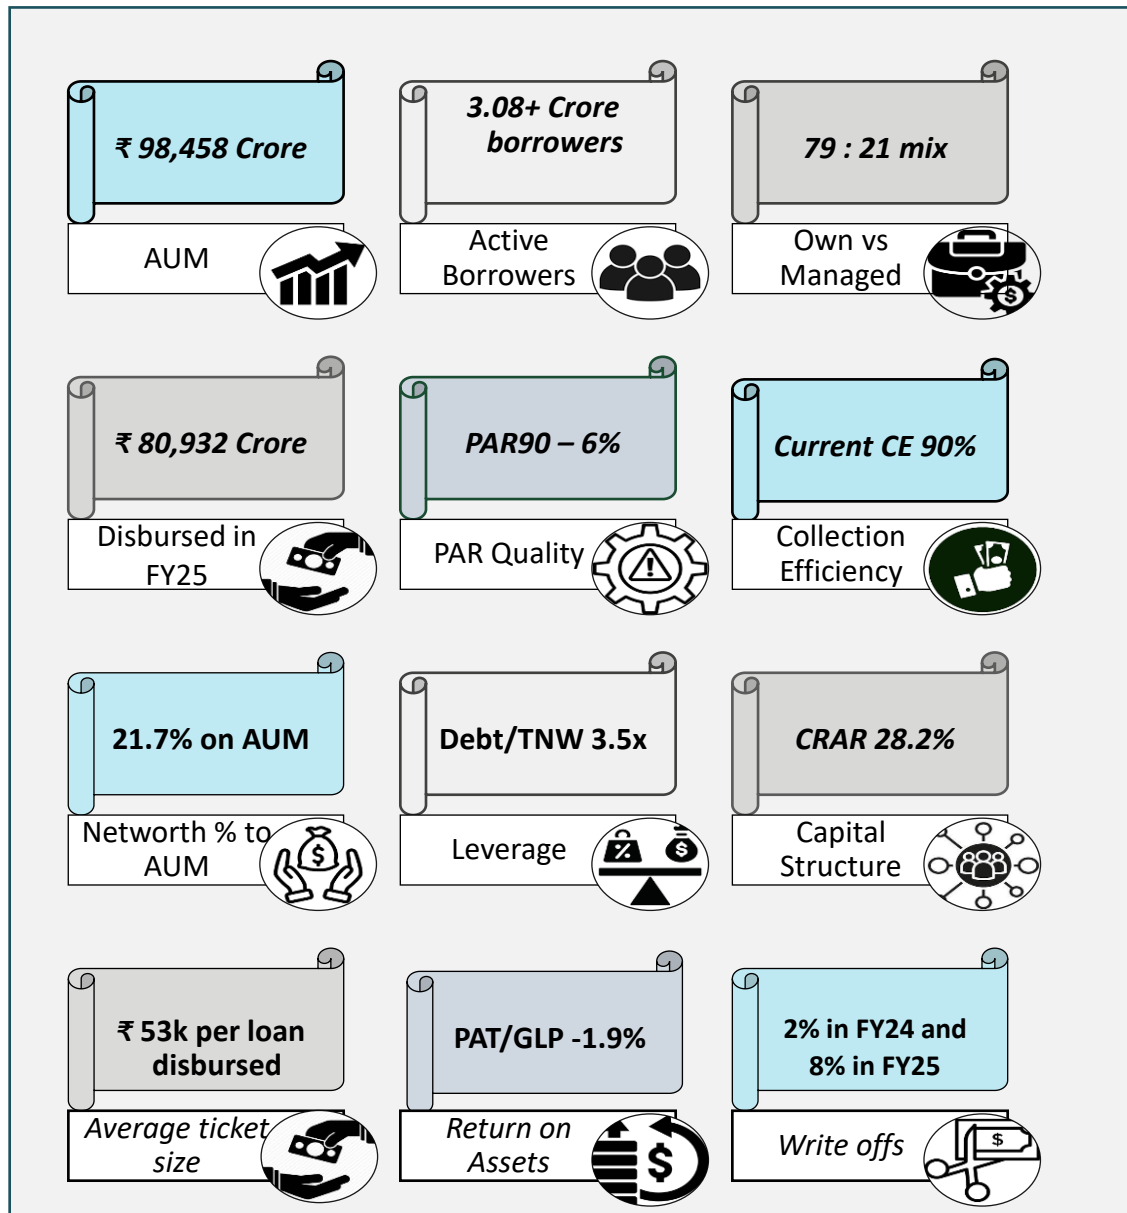 ₹ 98,458 Crore
AUM
3.08+ Crore
borrowers
Active
Borrowers
79 : 21 mix
Own vs
Managed
$
₹ 80,932 Crore
Disbursed in
FY25
PAR90 – 6%
PAR Quality
Current CE 90%
Collection
Efficiency
21.7% on AUM
Networth % to
AUM
$
Debt/TNW 3.5x
Leverage
% $
CRAR 28.2%
Capital
Structure
₹ 53k per loan
disbursed
Average ticket
size
PAT/GLP -1.9%
Return on
Assets
$
2% in FY24 and
8% in FY25
Write offs
$